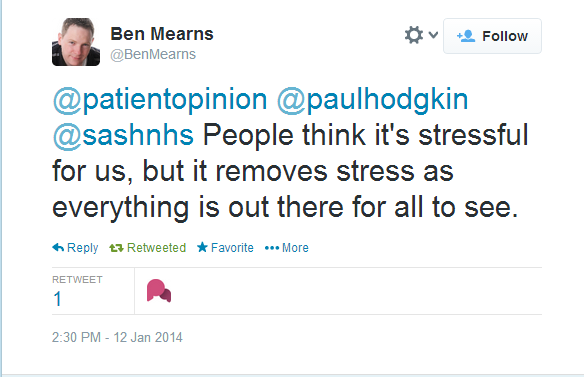 Ben Mearns
@BenMearns
Follow
@patientopinion @paulhodgkin
@sashnhs People think it's stressful
for us, but it removes stress as
everything is out there for all to see.
Reply Retweeted Favorite More
RETWEET
1
2:30 PM - 12 Jan 2014